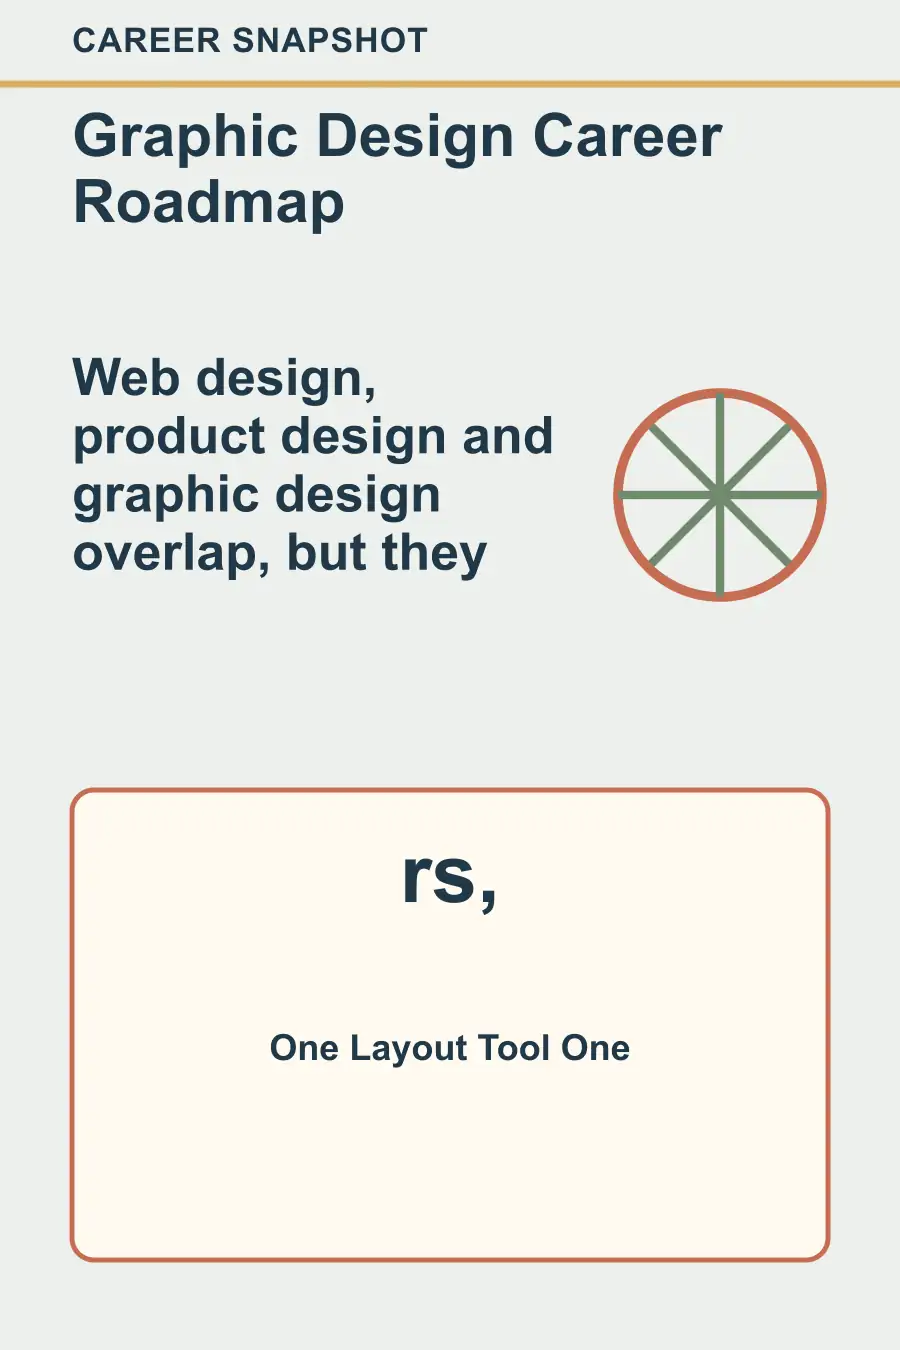 CAREER SNAPSHOT
Graphic Design Career
Roadmap
Web design,
product design and
graphic design
overlap, but they
rs,
One Layout Tool One